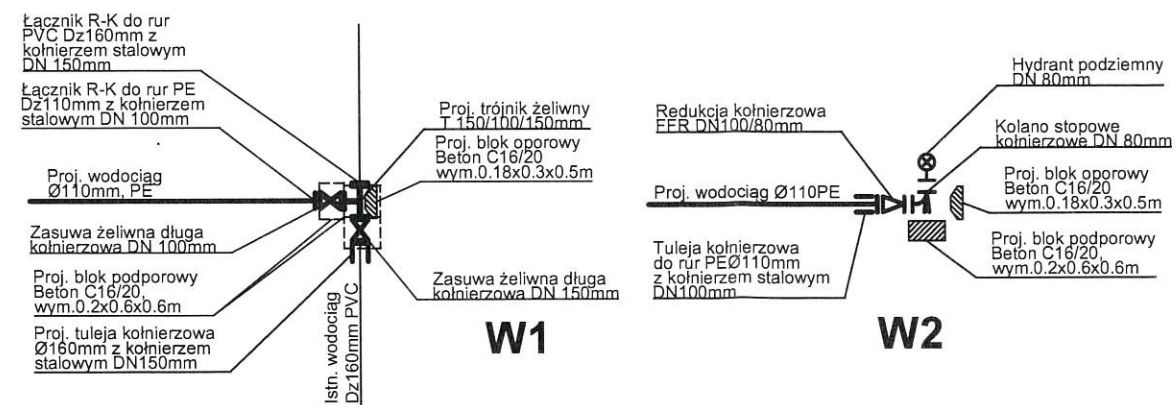 Łącznik R-K do rur
PVC Dz160mm z
kołnierzem stalowym
DN 150mm
Łącznik R-K do rur PE
Dz110mm z kołnierzem
stalowym DN 100mm
Proj. wodociąg
Ø110mm, PE
Zasuwa żeliwna długa
kołnierzowa DN 100mm
Proj. blok podporowy
Beton C16/20,
wym.0.2x0.6x0.6m
Proj. tuleja kołnierzowa
Ø160mm z kołnierzem
stalowym DN150mm
Istn. wodociąg
Dz160mm PVC
Proj. trójnik żeliwny
T 150/100/150mm
Proj. blok oporowy
Beton C16/20
wym.0.18x0.3x0.5m
Zasuwa żeliwna długa
kołnierzowa DN 150mm
W1
Redukcja kołnierzowa
FFR DN100/80mm
Proj. wodociąg Ø110PE
Tuleja kołnierzowa
do rur PEØ110mm
z kołnierzem stalowym
DN100mm
Hydrant podziemny
DN 80mm
Kolano stopowe
kołnierzowe DN 80mm
Proj. blok oporowy
Beton C16/20
wym.0.18x0.3x0.5m
Proj. blok podporowy
Beton C16/20,
wym.0.2x0.6x0.6m
W2